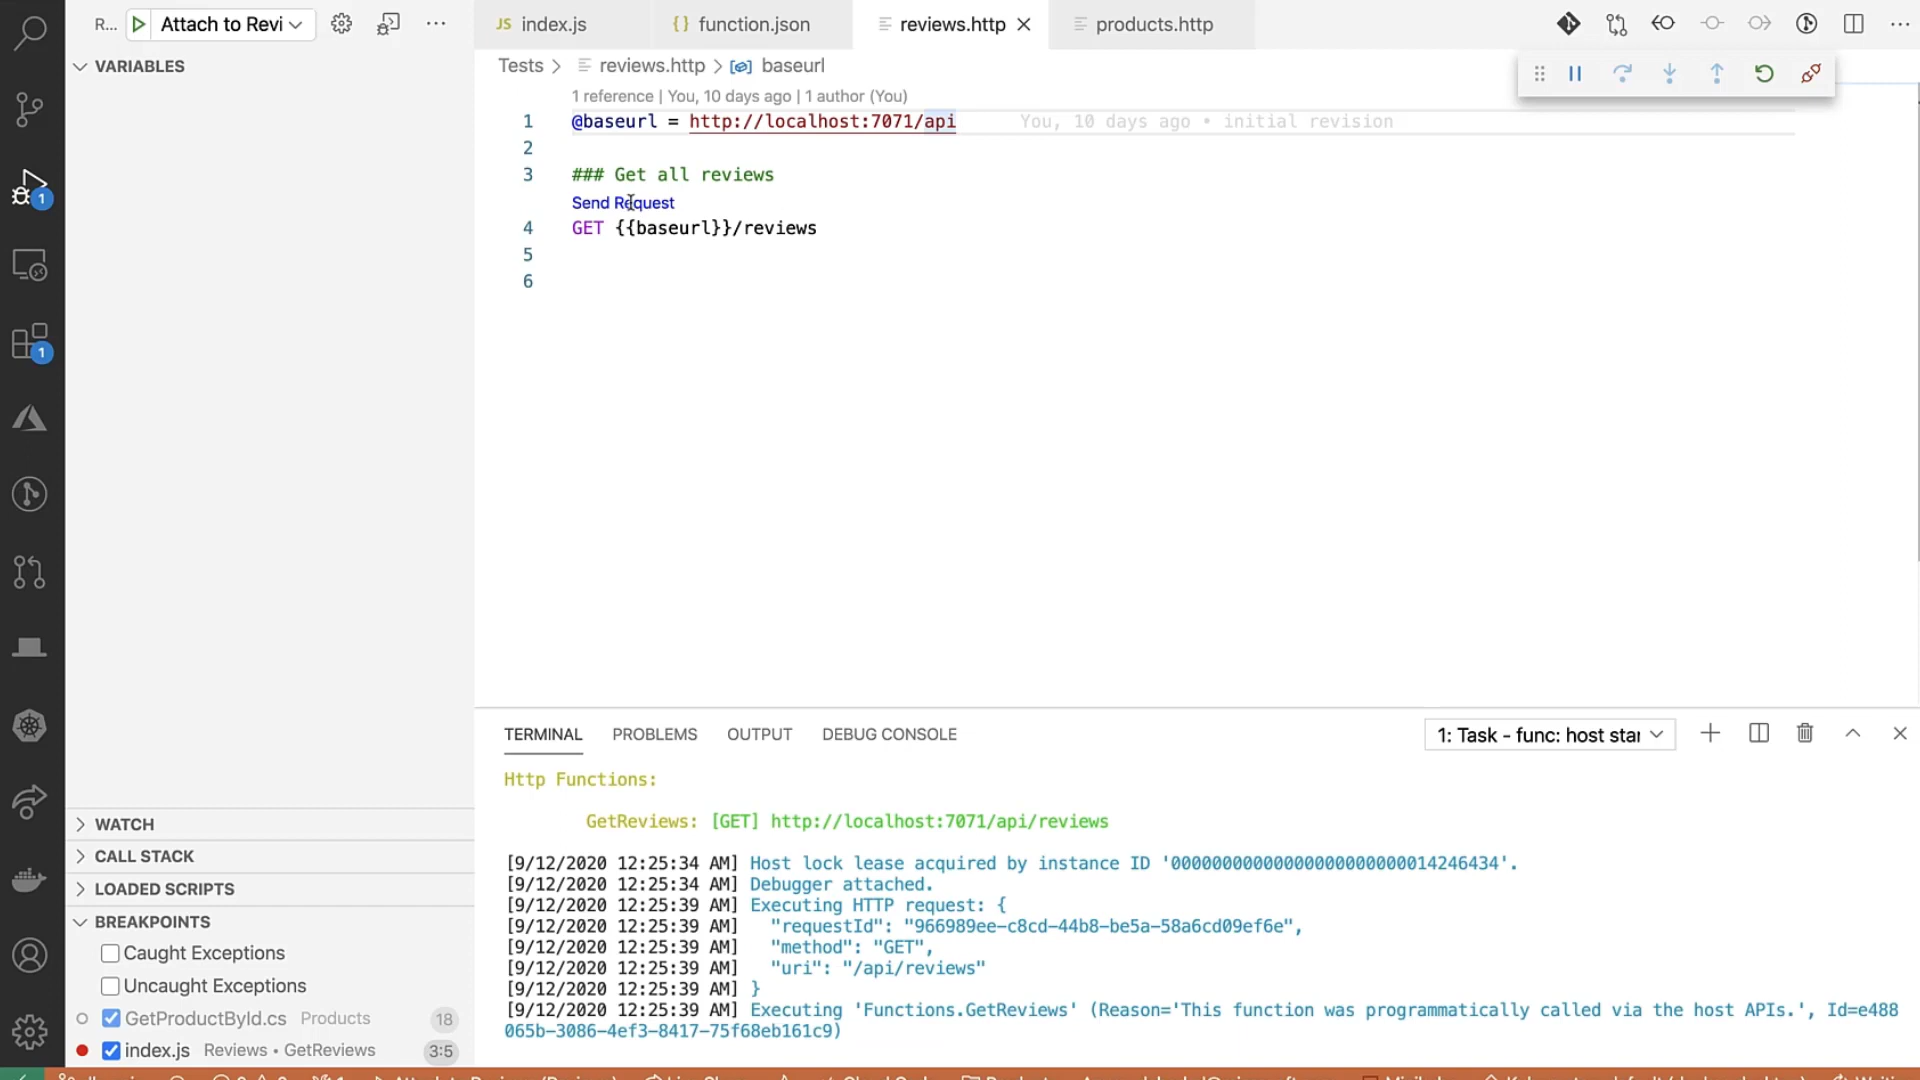 R... Attach to Revi
JS index.js
{} function.json
reviews.http
products.http
VARIABLES
Tests > reviews.http > baseurl
1 reference | You, 10 days ago | 1 author (You)
1 @baseurl = http://localhost:7071/api You, 10 days ago • initial revision
2
3 ### Get all reviews
Send Request
4 GET {{baseurl}}/reviews
5
6
1
1
TERMINAL PROBLEMS OUTPUT DEBUG CONSOLE 1: Task - func: host star
Http Functions:
GetReviews: [GET] http://localhost:7071/api/reviews
[9/12/2020 12:25:34 AM] Host lock lease acquired by instance ID '00000000000000000000000014246434'.
[9/12/2020 12:25:34 AM] Debugger attached.
[9/12/2020 12:25:39 AM] Executing HTTP request: {
[9/12/2020 12:25:39 AM]   "requestId": "966989ee-c8cd-44b8-be5a-58a6cd09ef6e",
[9/12/2020 12:25:39 AM]   "method": "GET",
[9/12/2020 12:25:39 AM]   "uri": "/api/reviews"
[9/12/2020 12:25:39 AM] }
[9/12/2020 12:25:39 AM] Executing 'Functions.GetReviews' (Reason='This function was programmatically called via the host APIs.', Id=e488
065b-3086-4ef3-8417-75f68eb161c9)
WATCH
CALL STACK
LOADED SCRIPTS
BREAKPOINTS
Caught Exceptions
Uncaught Exceptions
GetProductById.cs Products 18
index.js Reviews • GetReviews 3:5